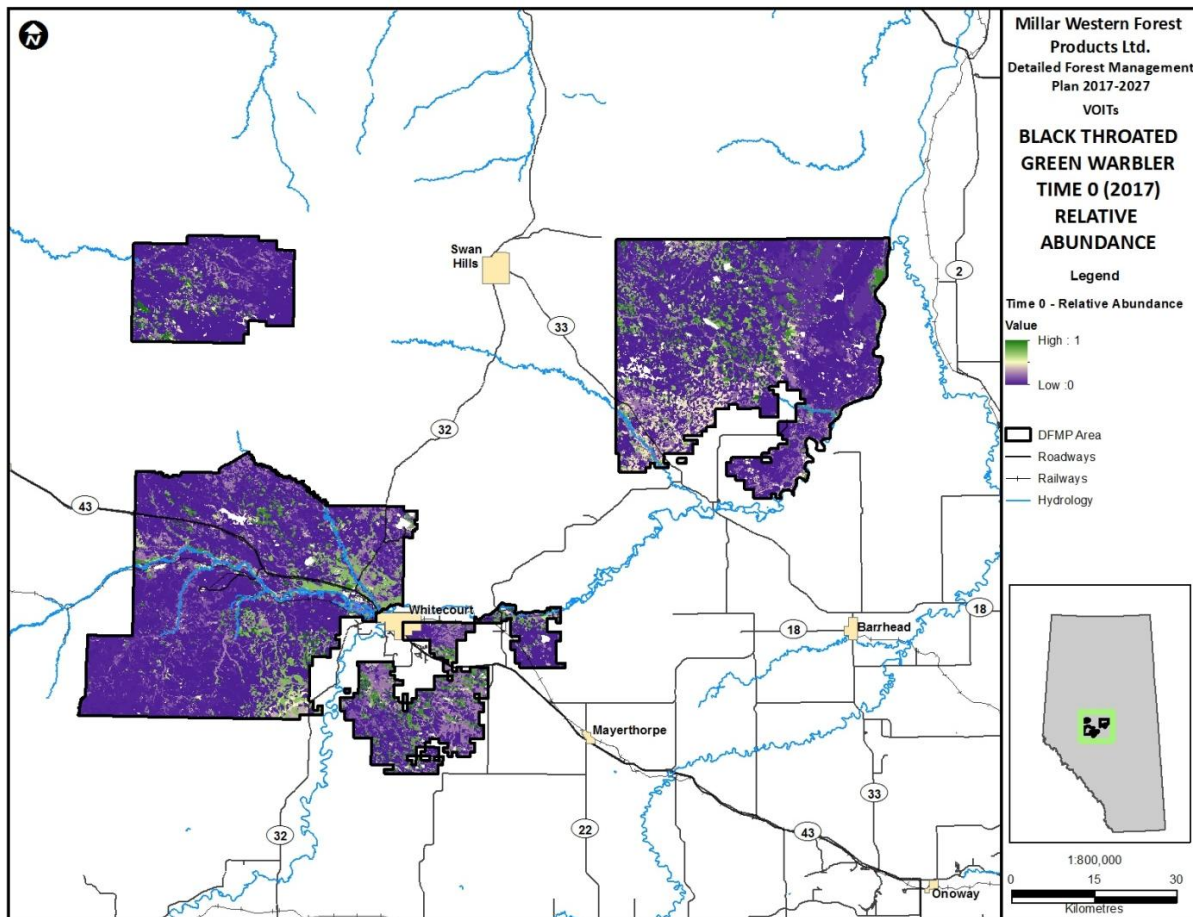 N
Swan
Hills
2
33
32
43
Whitecourt
18
18
Barrhead
Mayerthorpe
33
22
43
32
Onoway
Millar Western Forest
Products Ltd.
Detailed Forest Management
Plan 2017-2027
VOITs
BLACK THROATED
GREEN WARBLER
TIME 0 (2017)
RELATIVE
ABUNDANCE
Legend
Time 0 - Relative Abundance
Value
High : 1
Low :0
DFMP Area
Roadways
Railways
Hydrology
1:800,000
0 15 30
Kilometres